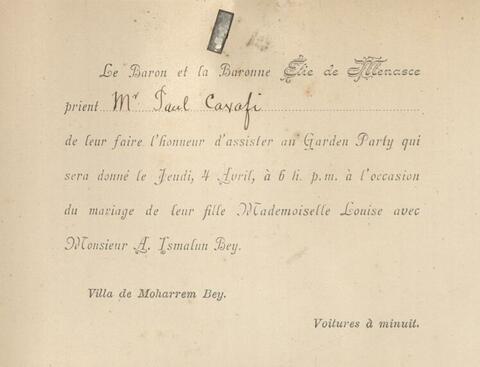 Le Baron et la Baronne Élie de Menasce
prient Mr Paul Cavafi
de leur faire l'honneur d'assister au Garden Party qui
sera donné le Jeudi, 4 Avril, à 6 h. p. m. à l'occasion
du mariage de leur fille Mademoiselle Louise avec
Monsieur A. Ismalun Bey.
Villa de Moharrem Bey.
Voitures à minuit.